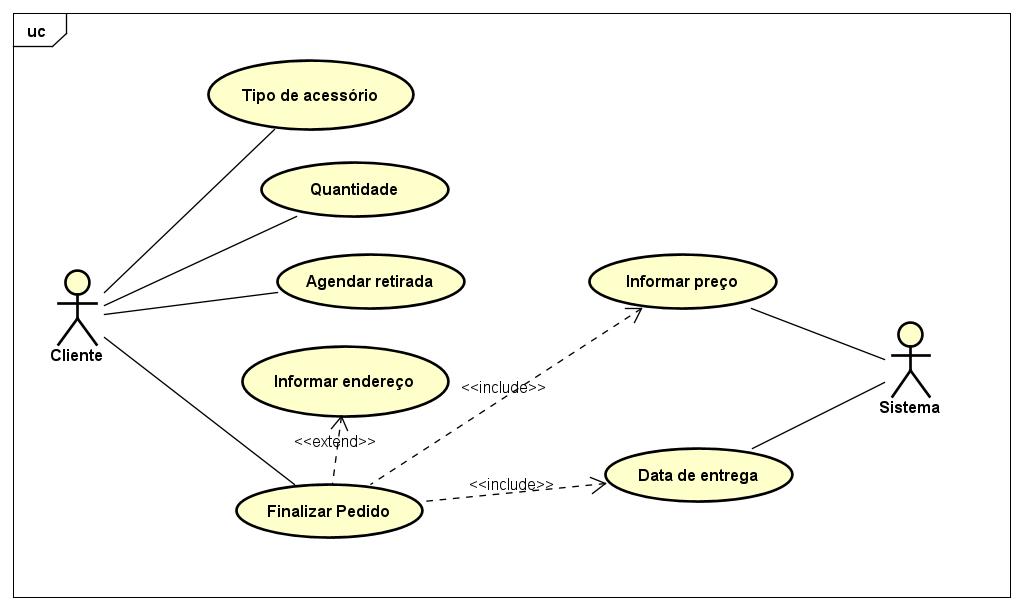 uc
Tipo de acessório
Quantidade
Agendar retirada
Informar preço
Cliente
Informar endereço
<<include>>
Sistema
<<extend>>
Data de entrega
<<include>>
Finalizar Pedido